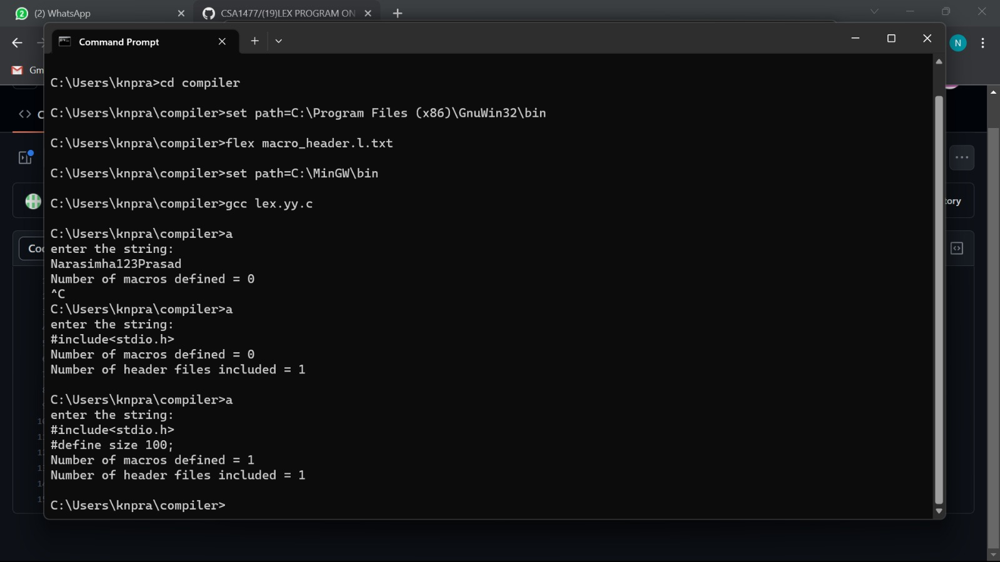 (2) WhatsApp
CSA1477/(19)LEX PROGRAM ON
Command Prompt
N
C:\Users\knpra>cd compiler
C:\Users\knpra\compiler>set path=C:\Program Files (x86)\GnuWin32\bin
C:\Users\knpra\compiler>flex macro_header.l.txt
C:\Users\knpra\compiler>set path=C:\MinGW\bin
C:\Users\knpra\compiler>gcc lex.yy.c
C:\Users\knpra\compiler>a
enter the string:
Narasimha123Prasad
Number of macros defined = 0
^C
C:\Users\knpra\compiler>a
enter the string:
#include<stdio.h>
Number of macros defined = 0
Number of header files included = 1
C:\Users\knpra\compiler>a
enter the string:
#include<stdio.h>
#define size 100;
Number of macros defined = 1
Number of header files included = 1
C:\Users\knpra\compiler>